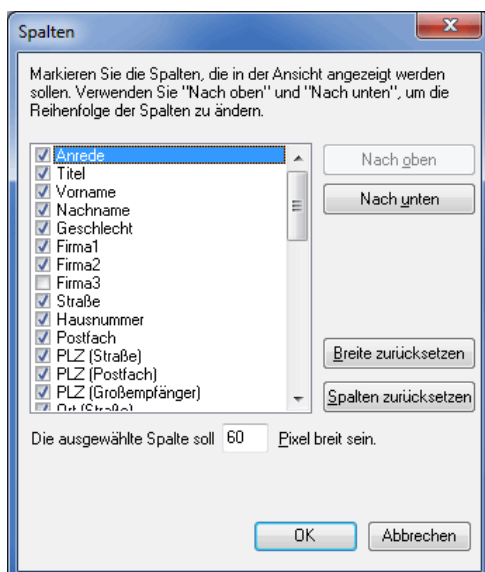 Spalten
Markieren Sie die Spalten, die in der Ansicht angezeigt werden
sollen. Verwenden Sie "Nach oben" und "Nach unten", um die
Reihenfolge der Spalten zu ändern.
Anrede
Titel
Vorname
Nachname
Geschlecht
Firma1
Firma2
Firma3
Straße
Hausnummer
Postfach
PLZ (Straße)
PLZ (Postfach)
PLZ (Großempfänger)
Ort (Straße)
Nach oben
Nach unten
Breite zurücksetzen
Spalten zurücksetzen
Die ausgewählte Spalte soll 60 Pixel breit sein.
OK
Abbrechen